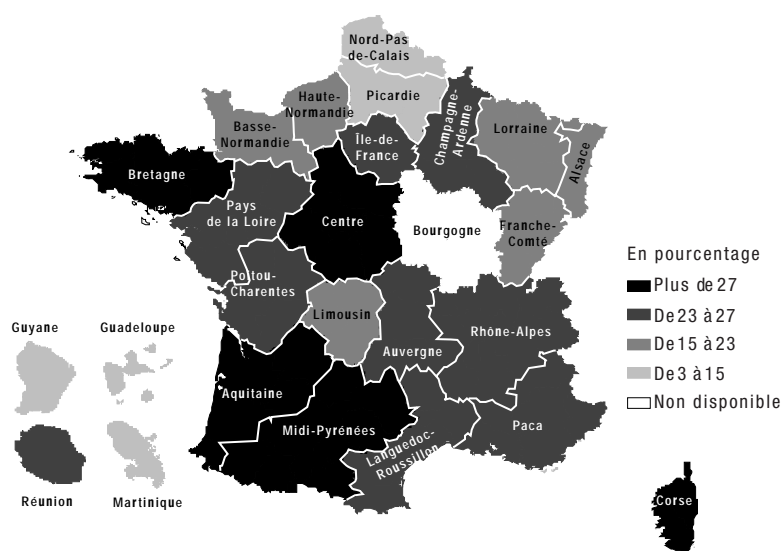 Nord-Pas
de-Calais
Haute-
Normandie
Picardie
Champagne-
Ardenne
Lorraine
Alsace
Basse-
Normandie
Île-de-
France
Bretagne
Pays
de la Loire
Centre
Bourgogne
Franche-
Comté
Poitou-
Charentes
Limousin
Auvergne
Rhône-Alpes
Aquitaine
Midi-Pyrénées
Languedoc-
Roussillon
Paca
Corse
Guyane
Guadeloupe
Réunion
Martinique
En pourcentage
Plus de 27
De 23 à 27
De 15 à 23
De 3 à 15
Non disponible